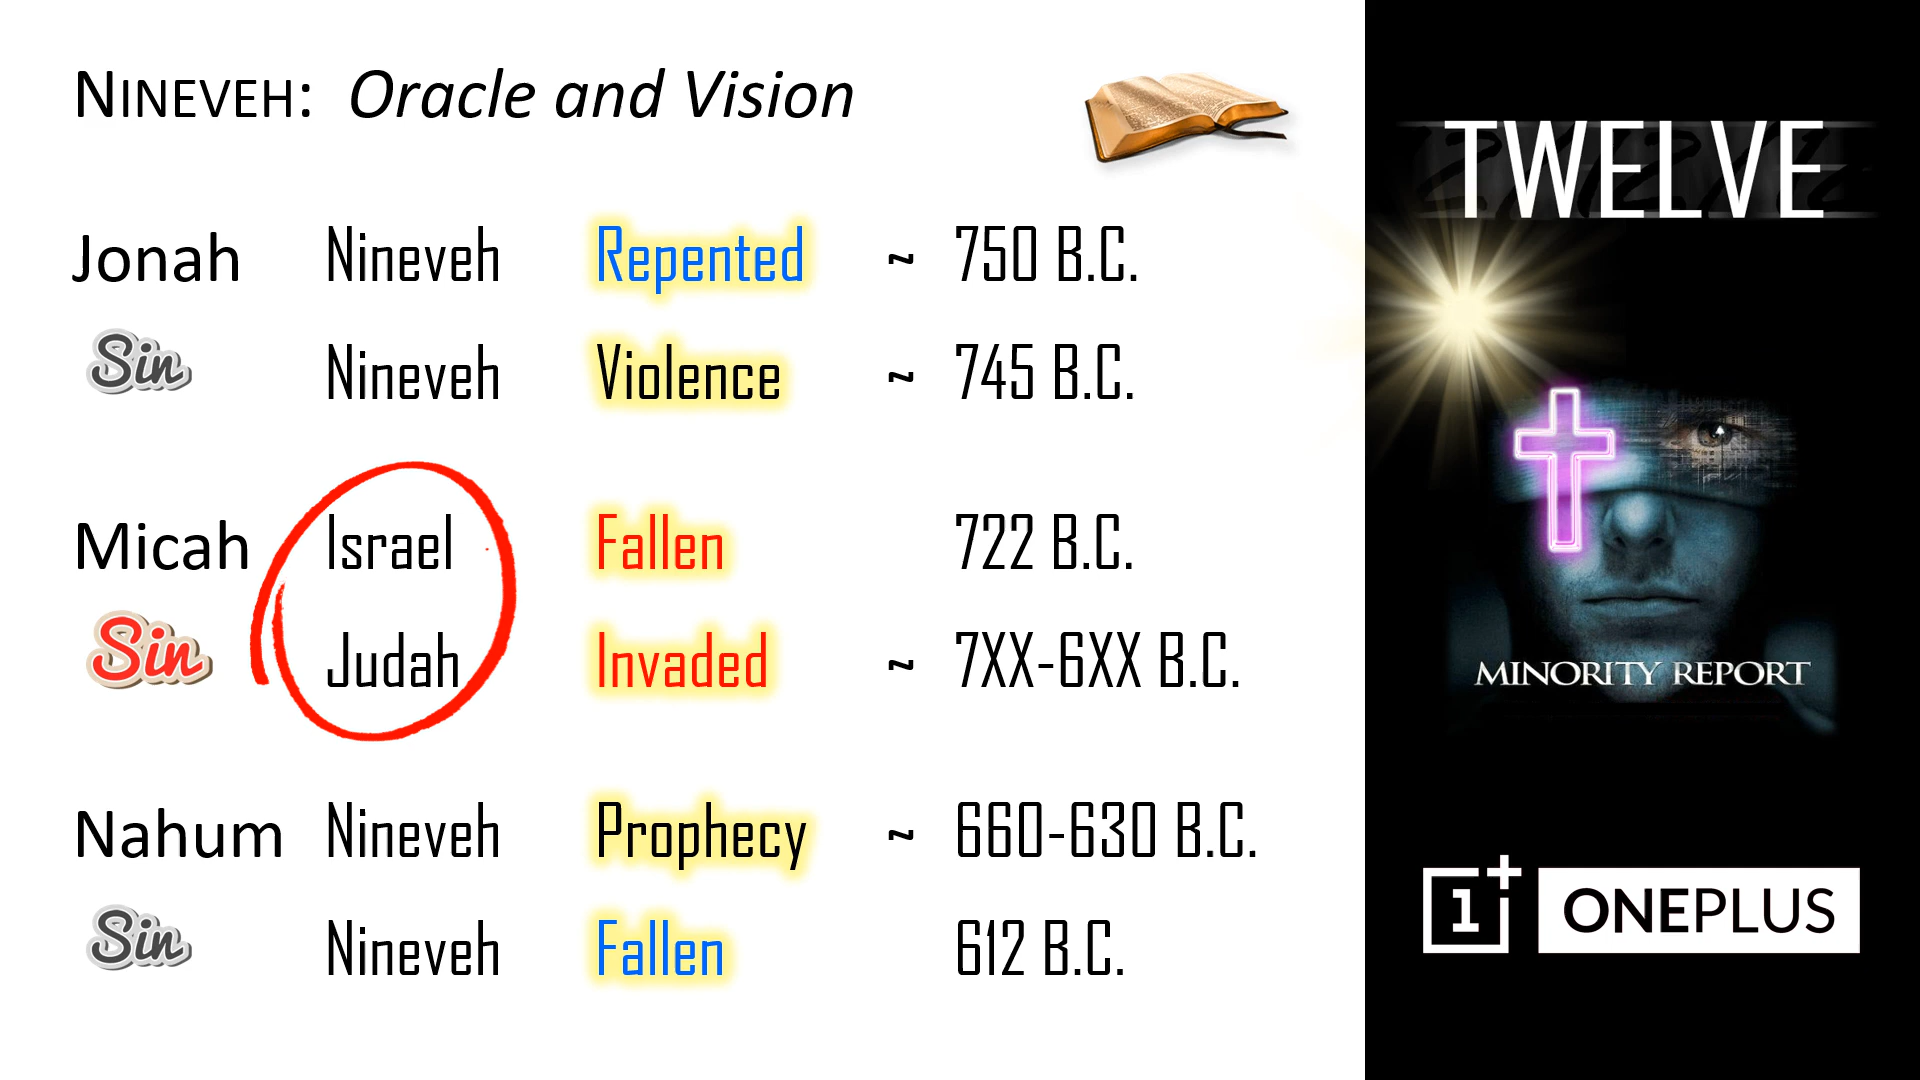 NINEVEH: Oracle and Vision
Jonah Nineveh Repented ~ 750 B.C.
Sin Nineveh Violence ~ 745 B.C.
Micah Israel Fallen 722 B.C.
Sin Judah Invaded ~ 7XX-6XX B.C.
Nahum Nineveh Prophecy ~ 660-630 B.C.
Sin Nineveh Fallen 612 B.C.
TWELVE
MINORITY REPORT
1+ ONEPLUS